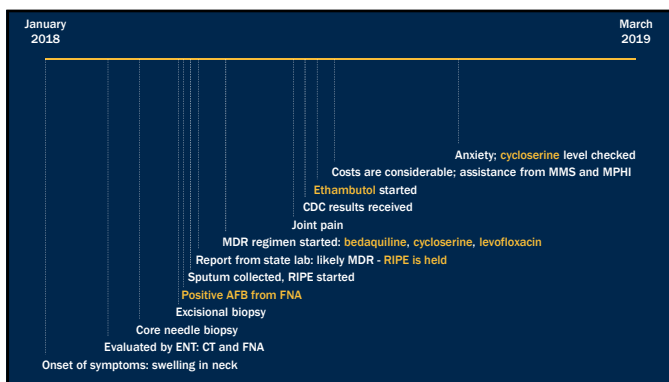 January
2018
March
2019
Anxiety; cycloserine level checked
Costs are considerable; assistance from MMS and MPHI
Ethambutol started
CDC results received
Joint pain
MDR regimen started: bedaquiline, cycloserine, levofloxacin
Report from state lab: likely MDR - RIPE is held
Sputum collected, RIPE started
Positive AFB from FNA
Excisional biopsy
Core needle biopsy
Evaluated by ENT: CT and FNA
Onset of symptoms: swelling in neck